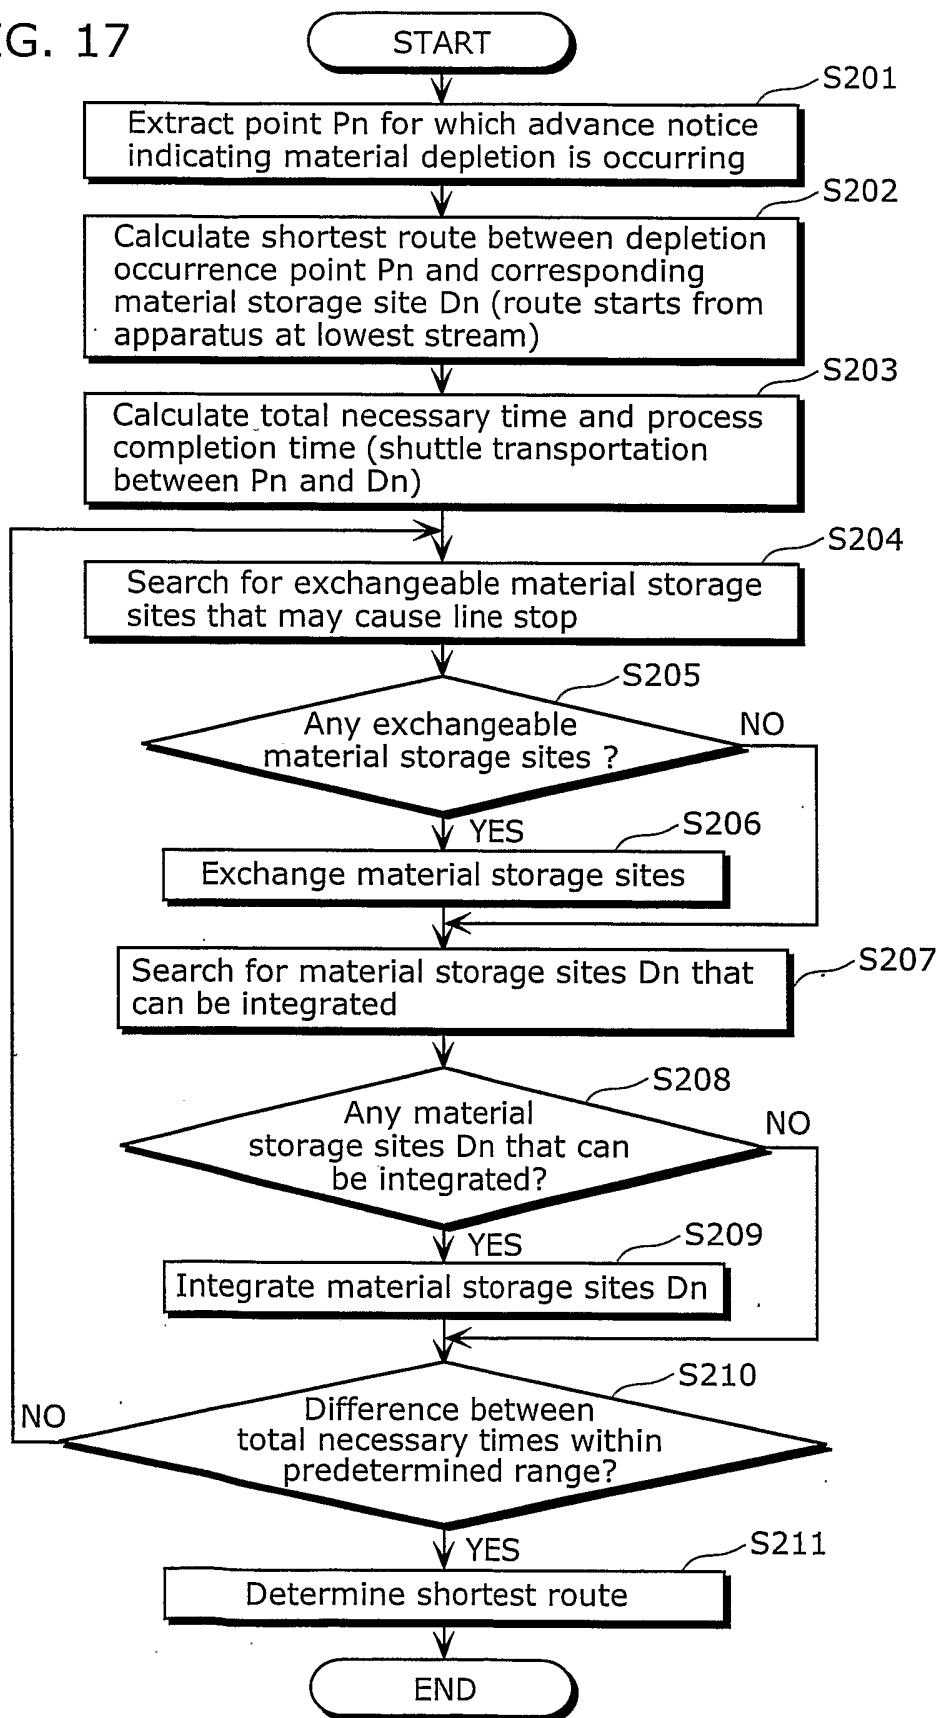 G. 17
START
S201
Extract point Pn for which advance notice
indicating material depletion is occurring
S202
Calculate shortest route between depletion
occurrence point Pn and corresponding
material storage site Dn (route starts from
apparatus at lowest stream)
S203
Calculate total necessary time and process
completion time (shuttle transportation
between Pn and Dn)
S204
Search for exchangeable material storage
sites that may cause line stop
S205
Any exchangeable
material storage sites ?
NO
YES
S206
Exchange material storage sites
S207
Search for material storage sites Dn that
can be integrated
S208
Any material
storage sites Dn that can
be integrated?
NO
YES
S209
Integrate material storage sites Dn
S210
NO
Difference between
total necessary times within
predetermined range?
YES
S211
Determine shortest route
END